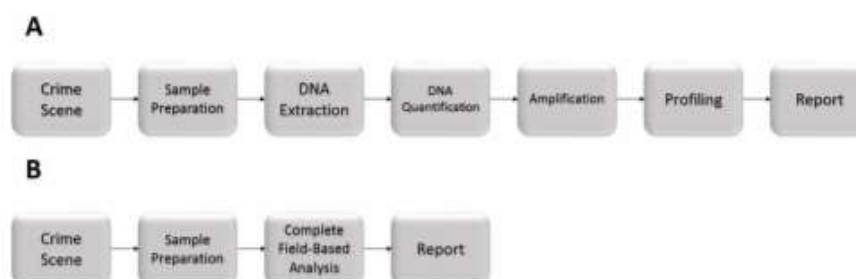 A
Crime
Scene
Sample
Preparation
DNA
Extraction
DNA
Quantification
Amplification
Profiling
Report
B
Crime
Scene
Sample
Preparation
Complete
Field-Based
Analysis
Report